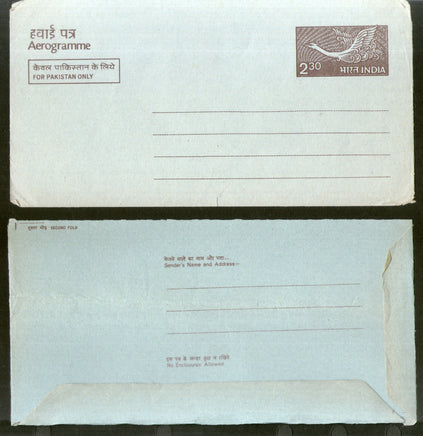 हवाई पत्र
Aerogramme
केवल पाकिस्तान के लिये
FOR PAKISTAN ONLY
2.30
भारत INDIA
दूसरा मोड़ SECOND FOLD
भेजने वाले का नाम और पता...
Sender's Name and Address:-
इस पत्र के अन्दर कुछ न रखिये
No Enclosures Allowed